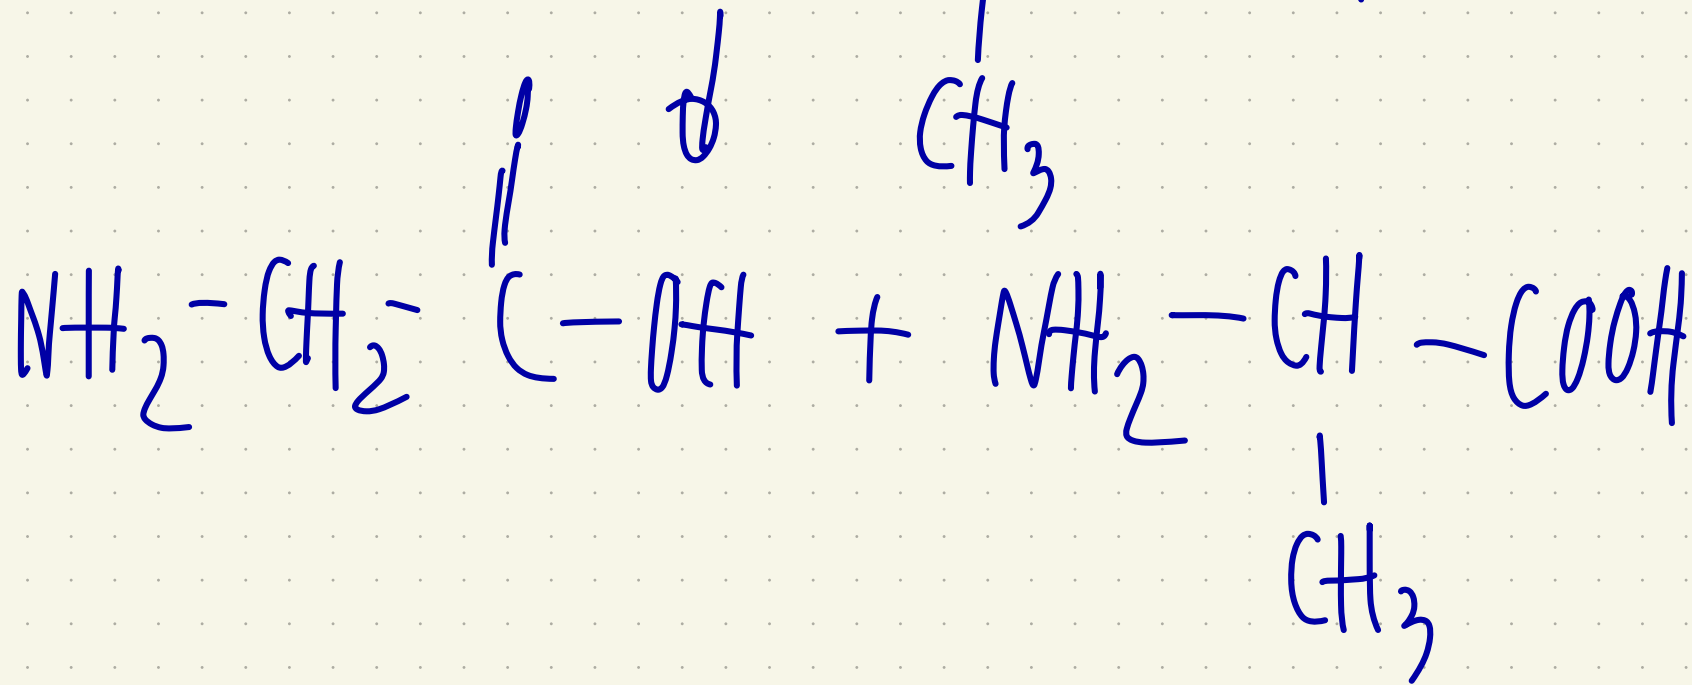 O
CH3
O
NH2 - CH2 - C — OH + NH2 — CH — COOH
CH3